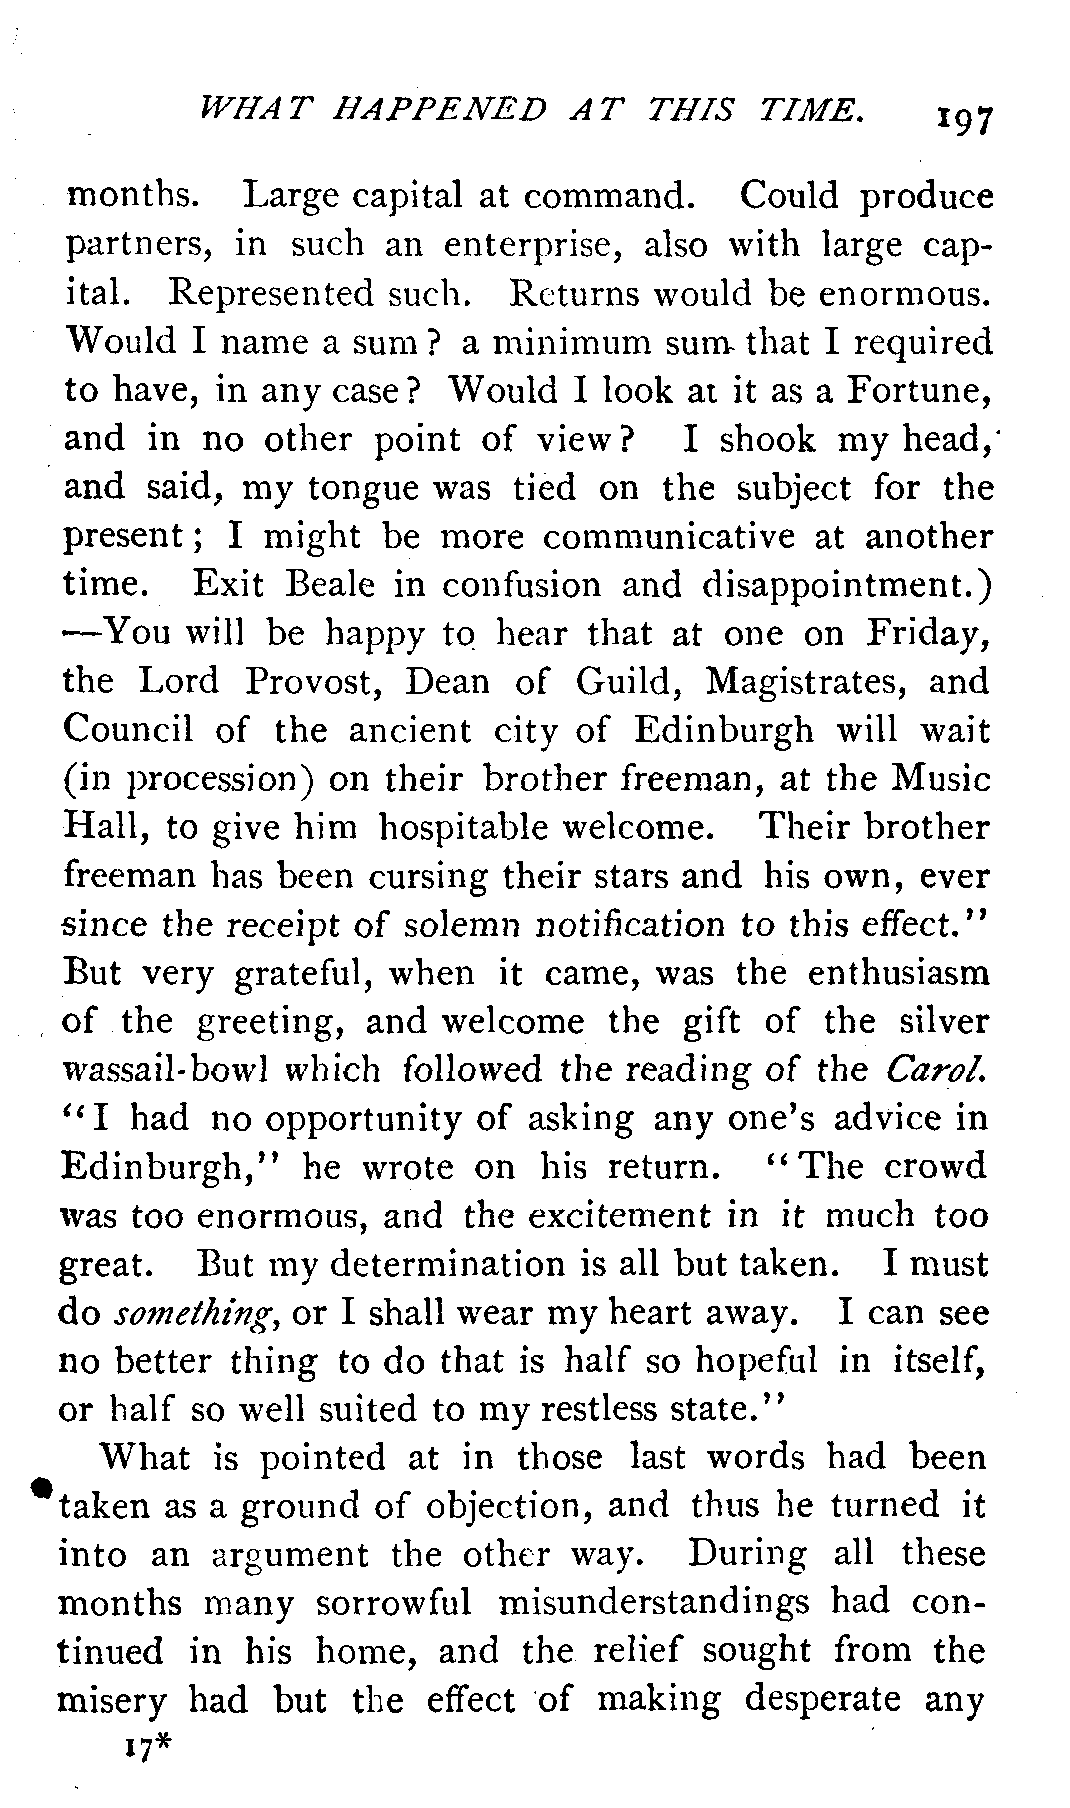 WHAT HAPPENED AT THIS TIME. 197
months. Large capital at command. Could produce
partners, in such an enterprise, also with large cap-
ital. Represented such. Returns would be enormous.
Would I name a sum? a minimum sum that I required
to have, in any case? Would I look at it as a Fortune,
and in no other point of view? I shook my head,
and said, my tongue was tied on the subject for the
present; I might be more communicative at another
time. Exit Beale in confusion and disappointment.)
—You will be happy to hear that at one on Friday,
the Lord Provost, Dean of Guild, Magistrates, and
Council of the ancient city of Edinburgh will wait
(in procession) on their brother freeman, at the Music
Hall, to give him hospitable welcome. Their brother
freeman has been cursing their stars and his own, ever
since the receipt of solemn notification to this effect."
But very grateful, when it came, was the enthusiasm
of the greeting, and welcome the gift of the silver
wassail-bowl which followed the reading of the Carol.
"I had no opportunity of asking any one's advice in
Edinburgh," he wrote on his return. "The crowd
was too enormous, and the excitement in it much too
great. But my determination is all but taken. I must
do something, or I shall wear my heart away. I can see
no better thing to do that is half so hopeful in itself,
or half so well suited to my restless state."
What is pointed at in those last words had been
taken as a ground of objection, and thus he turned it
into an argument the other way. During all these
months many sorrowful misunderstandings had con-
tinued in his home, and the relief sought from the
misery had but the effect of making desperate any
17*